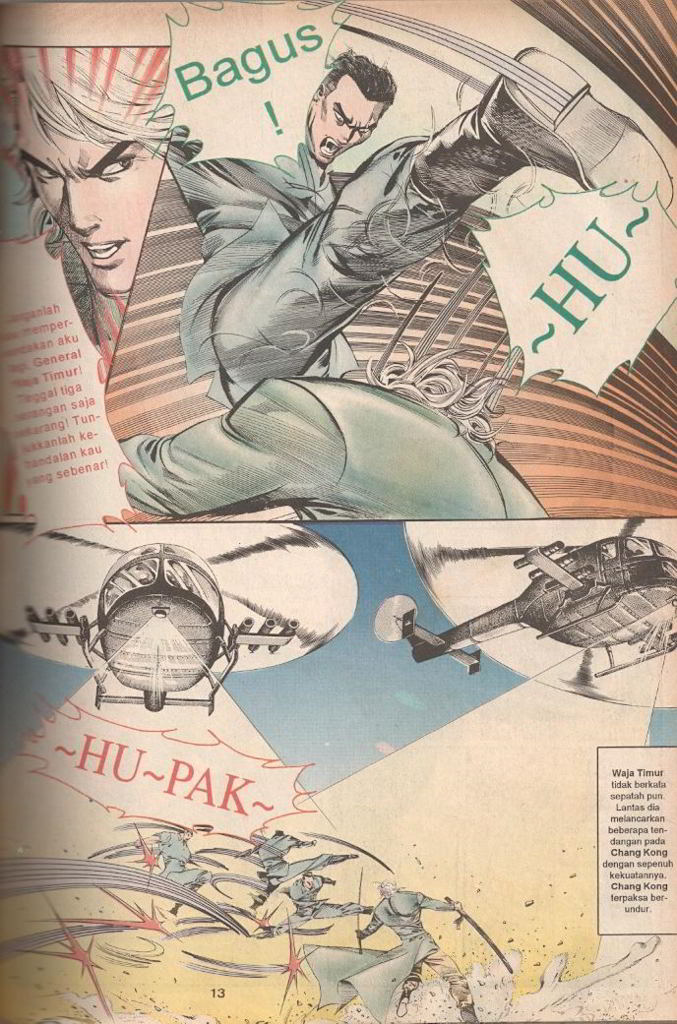 Bagus
!
~HU~
anganlah
memper-
akan aku
General
Timur!
Tinggal tiga
saja
sekarang! Tun-
jukkanlah ke-
handalan kau
yang sebenar!
~HU~PAK~
Waja Timur
tidak berkata
sepatah pun.
Lantas dia
melancarkan
beberapa ten-
dangan pada
Chang Kong
dengan sepenuh
kekuatannya.
Chang Kong
terpaksa ber-
undur.
13